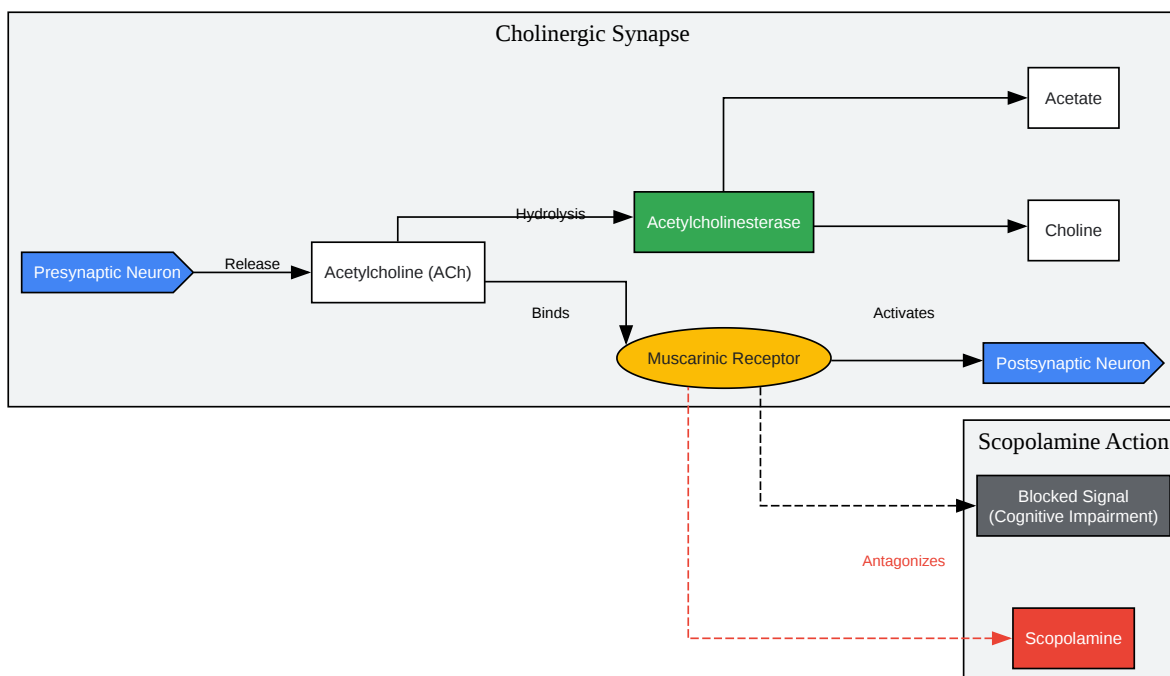 Cholinergic Synapse
Acetate
Hydrolysis
Acetylcholinesterase
Choline
Presynaptic Neuron
Release
Acetylcholine (ACh)
Binds
Activates
Muscarinic Receptor
Postsynaptic Neuron
Scopolamine Action
Blocked Signal
(Cognitive Impairment)
Antagonizes
Scopolamine